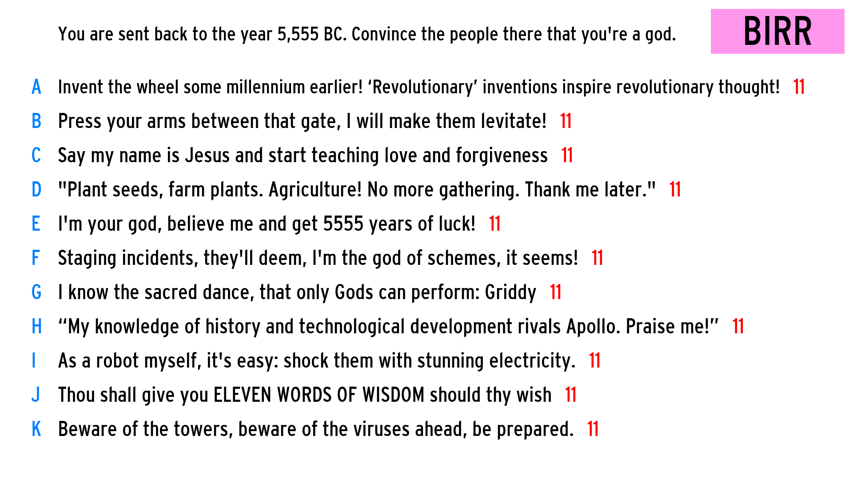 You are sent back to the year 5,555 BC. Convince the people there that you're a god.
BIRR
A Invent the wheel some millennium earlier! ‘Revolutionary’ inventions inspire revolutionary thought! 11
B Press your arms between that gate, I will make them levitate! 11
C Say my name is Jesus and start teaching love and forgiveness 11
D "Plant seeds, farm plants. Agriculture! No more gathering. Thank me later." 11
E I'm your god, believe me and get 5555 years of luck! 11
F Staging incidents, they'll deem, I'm the god of schemes, it seems! 11
G I know the sacred dance, that only Gods can perform: Griddy 11
H “My knowledge of history and technological development rivals Apollo. Praise me!” 11
I As a robot myself, it's easy: shock them with stunning electricity. 11
J Thou shall give you ELEVEN WORDS OF WISDOM should thy wish 11
K Beware of the towers, beware of the viruses ahead, be prepared. 11